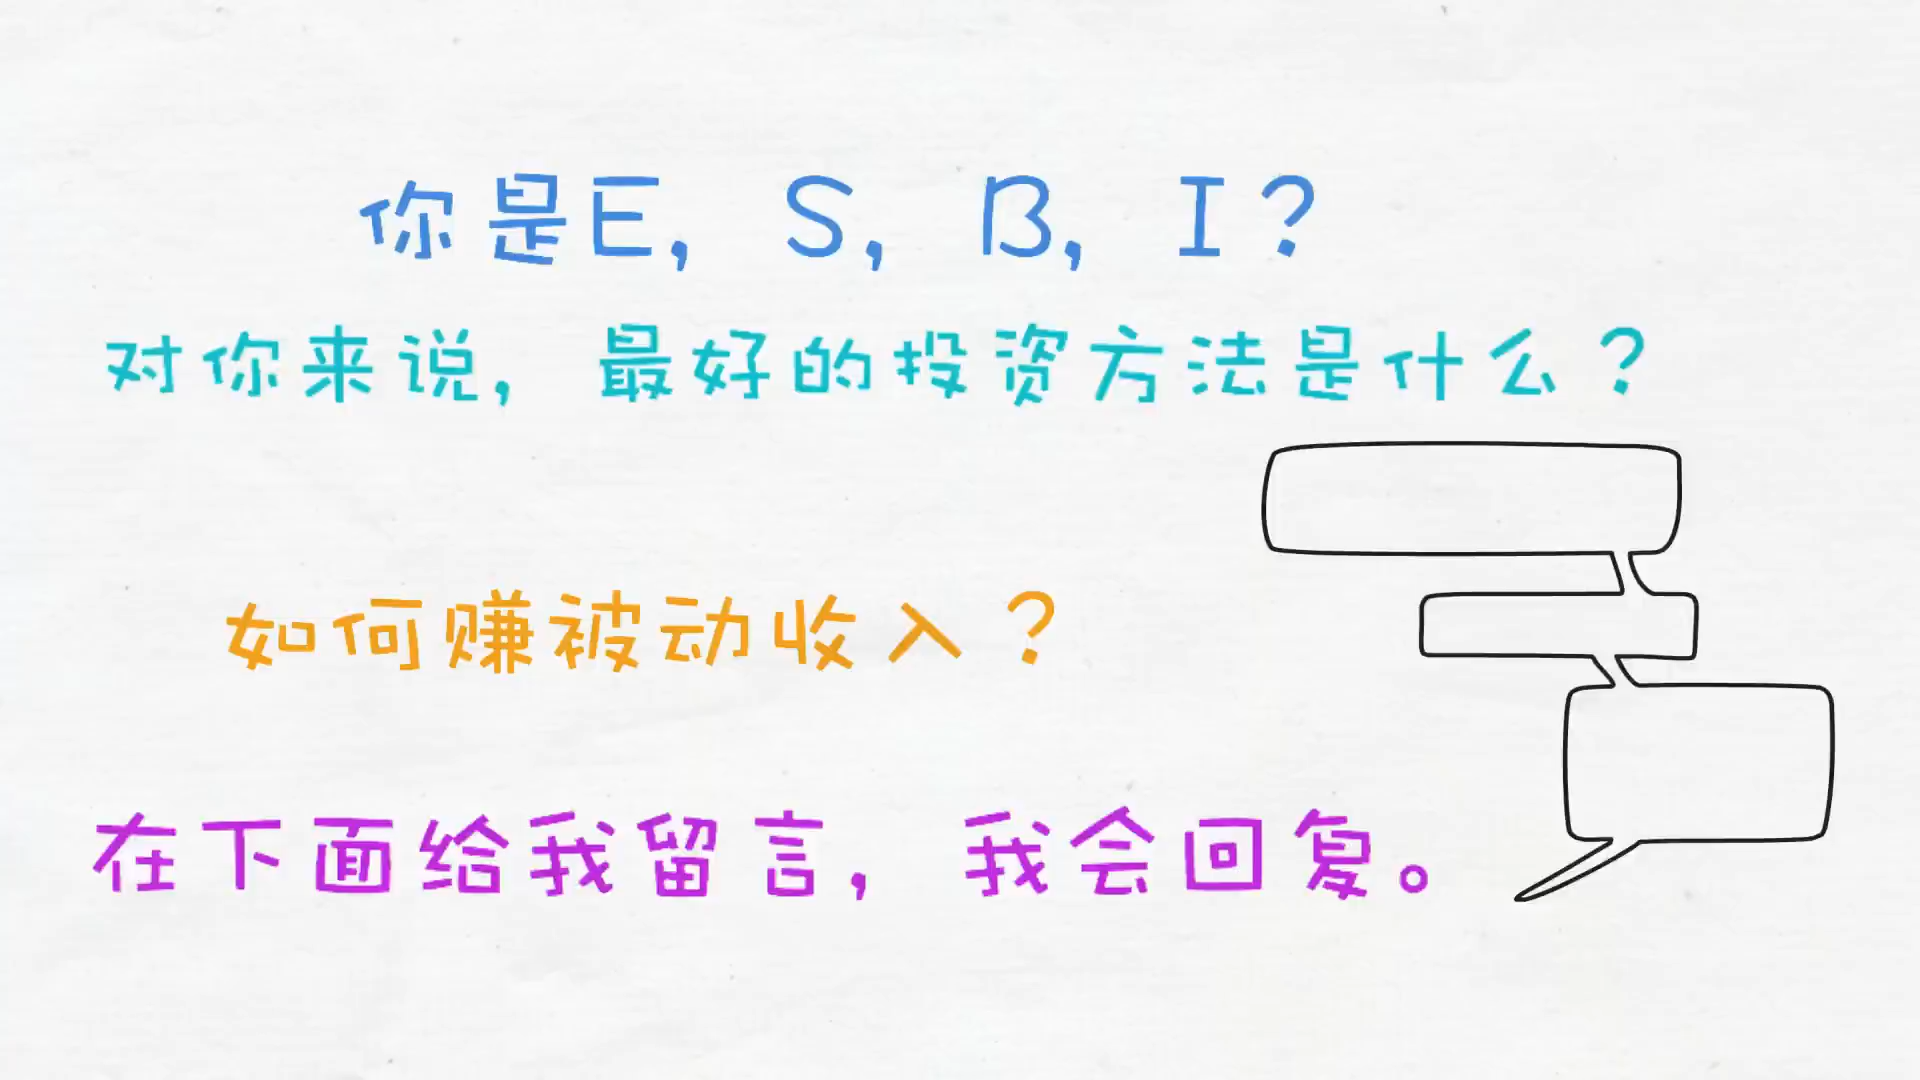 你是E, S, B, I?
对你来说, 最好的投资方法是什么?
如何赚被动收入?
在下面给我留言, 我会回复。